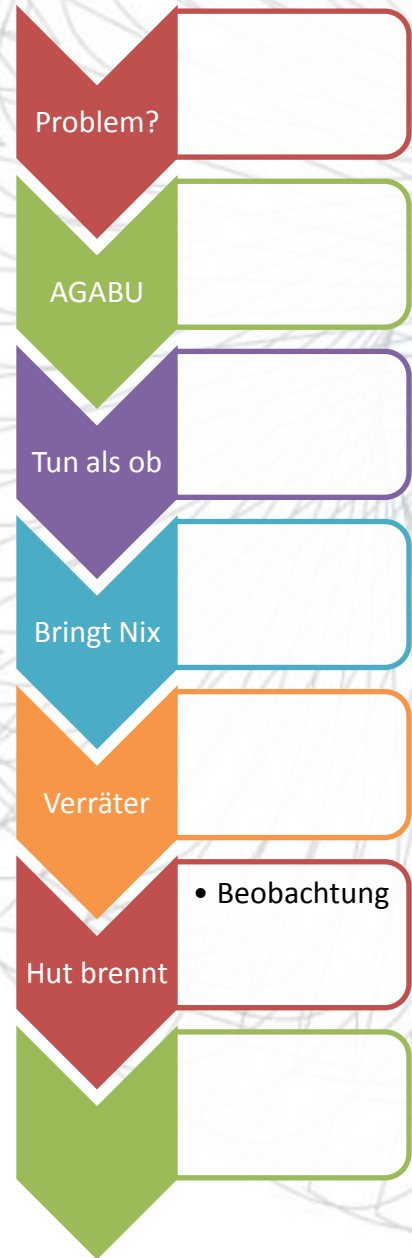 Problem?
AGABU
Tun als ob
Bringt Nix
Verräter
• Beobachtung
Hut brennt